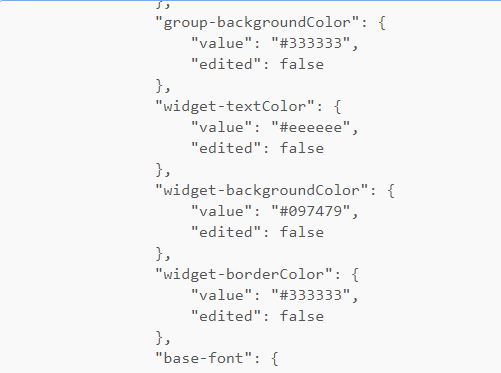 },
"group-backgroundColor": {
"value": "#333333",
"edited": false
},
"widget-textColor": {
"value": "#eeeeee",
"edited": false
},
"widget-backgroundColor": {
"value": "#097479",
"edited": false
},
"widget-borderColor": {
"value": "#333333",
"edited": false
},
"base-font": {